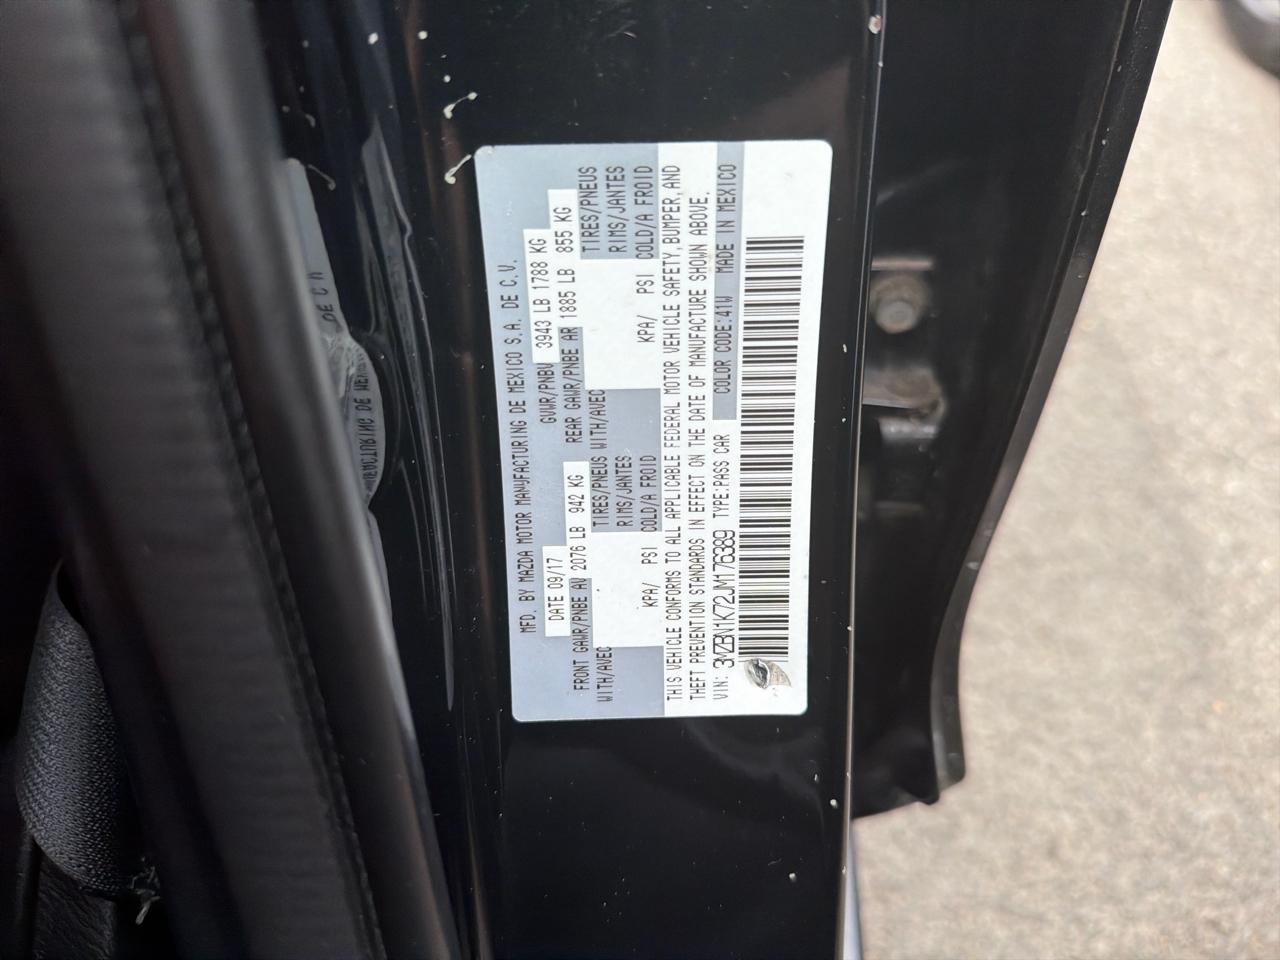 MFD. BY MAZDA MOTOR MANUFACTURING DE MEXICO S.A. DE C.V.
DATE 09/17 GVWR/PNBV 3943 LB 1788 KG
FRONT GAWR/PNBE AV 2076 LB 942 KG REAR GAWR/PNBE AR 1885 LB 855 KG
WITH/AVEC TIRES/PNEUS WITH/AVEC TIRES/PNEUS
RIMS/JANTES RIMS/JANTES
KPA/ PSI COLD/A FROID KPA/ PSI COLD/A FROID
THIS VEHICLE CONFORMS TO ALL APPLICABLE FEDERAL MOTOR VEHICLE SAFETY, BUMPER, AND
THEFT PREVENTION STANDARDS IN EFFECT ON THE DATE OF MANUFACTURE SHOWN ABOVE.
VIN: 3MZBN1K72JM176389 TYPE:PASS CAR COLOR CODE:41W MADE IN MEXICO